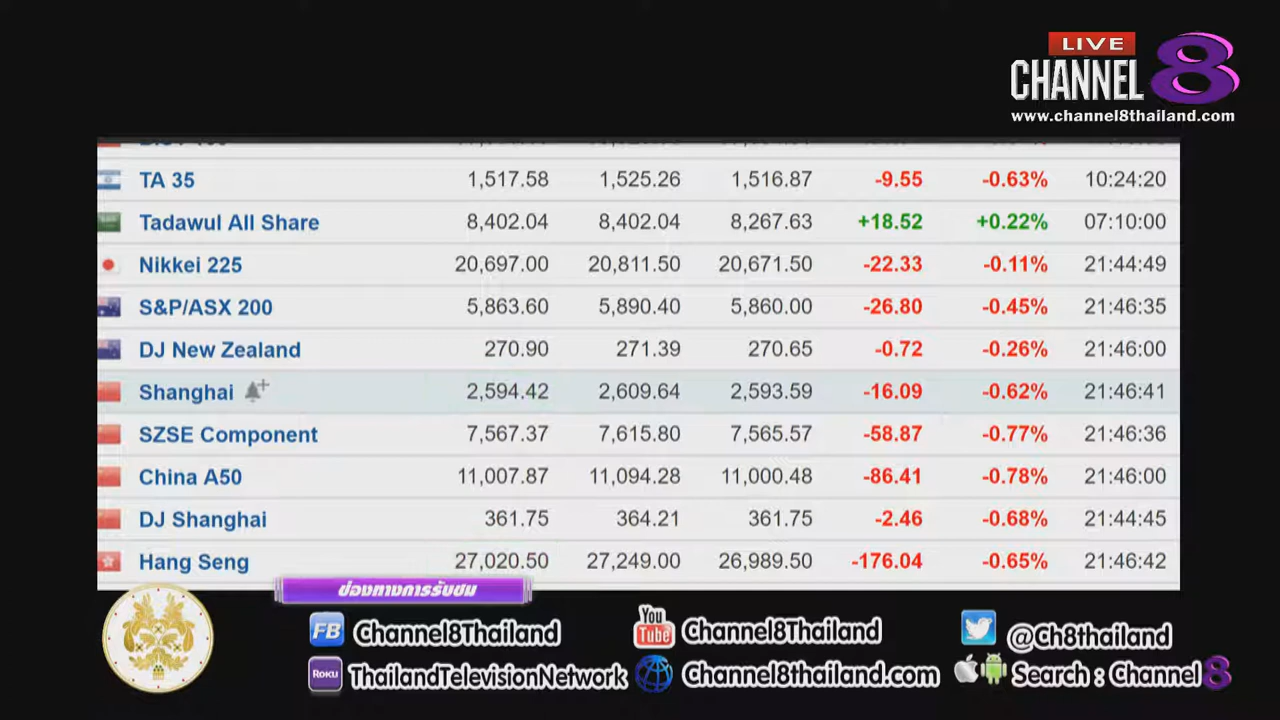 LIVE
CHANNEL 8
www.channel8thailand.com
TA 35 1,517.58 1,525.26 1,516.87 -9.55 -0.63% 10:24:20
Tadawul All Share 8,402.04 8,402.04 8,267.63 +18.52 +0.22% 07:10:00
Nikkei 225 20,697.00 20,811.50 20,671.50 -22.33 -0.11% 21:44:49
S&P/ASX 200 5,863.60 5,890.40 5,860.00 -26.80 -0.45% 21:46:35
DJ New Zealand 270.90 271.39 270.65 -0.72 -0.26% 21:46:00
Shanghai 2,594.42 2,609.64 2,593.59 -16.09 -0.62% 21:46:41
SZSE Component 7,567.37 7,615.80 7,565.57 -58.87 -0.77% 21:46:36
China A50 11,007.87 11,094.28 11,000.48 -86.41 -0.78% 21:46:00
DJ Shanghai 361.75 364.21 361.75 -2.46 -0.68% 21:44:45
Hang Seng 27,020.50 27,249.00 26,989.50 -176.04 -0.65% 21:46:42
ช่องทางการรับชม
FB Channel8Thailand You Tube Channel8Thailand @Ch8thailand
ROKU ThailandTelevisionNetwork Channel8thailand.com Search : Channel 8